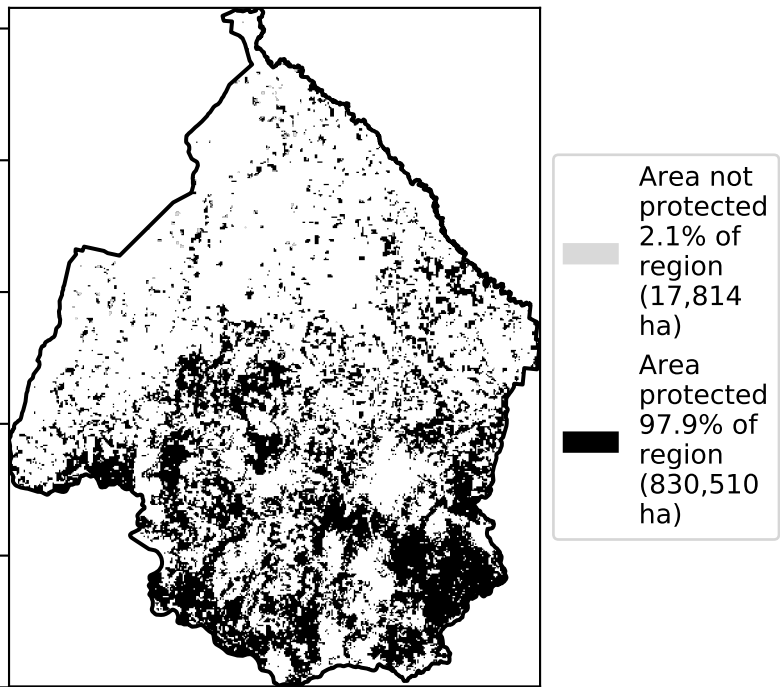 Area not
protected
2.1% of
region
(17,814
ha)
Area
protected
97.9% of
region
(830,510
ha)